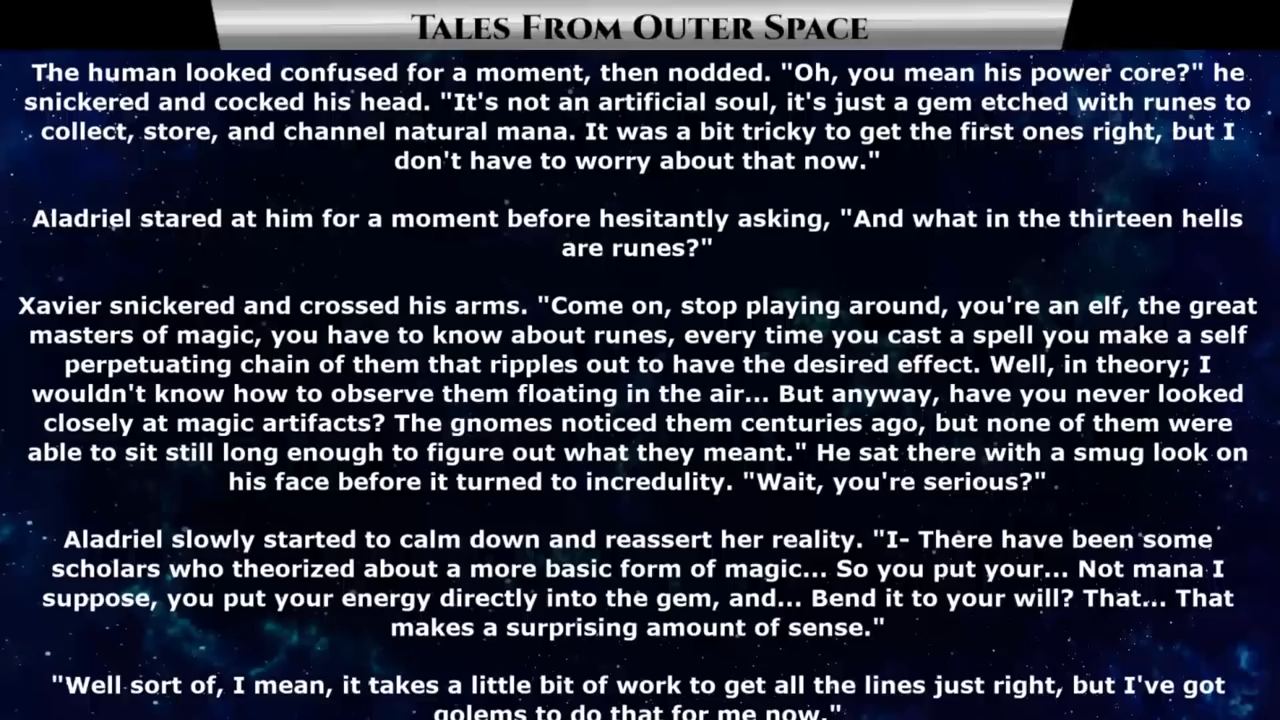 Tales From Outer Space
The human looked confused for a moment, then nodded. "Oh, you mean his power core?" he
snickered and cocked his head. "It's not an artificial soul, it's just a gem etched with runes to
collect, store, and channel natural mana. It was a bit tricky to get the first ones right, but I
don't have to worry about that now."
Aladriel stared at him for a moment before hesitantly asking, "And what in the thirteen hells
are runes?"
Xavier snickered and crossed his arms. "Come on, stop playing around, you're an elf, the great
masters of magic, you have to know about runes, every time you cast a spell you make a self
perpetuating chain of them that ripples out to have the desired effect. Well, in theory; I
wouldn't know how to observe them floating in the air... But anyway, have you never looked
closely at magic artifacts? The gnomes noticed them centuries ago, but none of them were
able to sit still long enough to figure out what they meant." He sat there with a smug look on
his face before it turned to incredulity. "Wait, you're serious?"
Aladriel slowly started to calm down and reassert her reality. "I- There have been some
scholars who theorized about a more basic form of magic... So you put your... Not mana I
suppose, you put your energy directly into the gem, and... Bend it to your will? That... That
makes a surprising amount of sense."
"Well sort of, I mean, it takes a little bit of work to get all the lines just right, but I've got
golems to do that for me now."